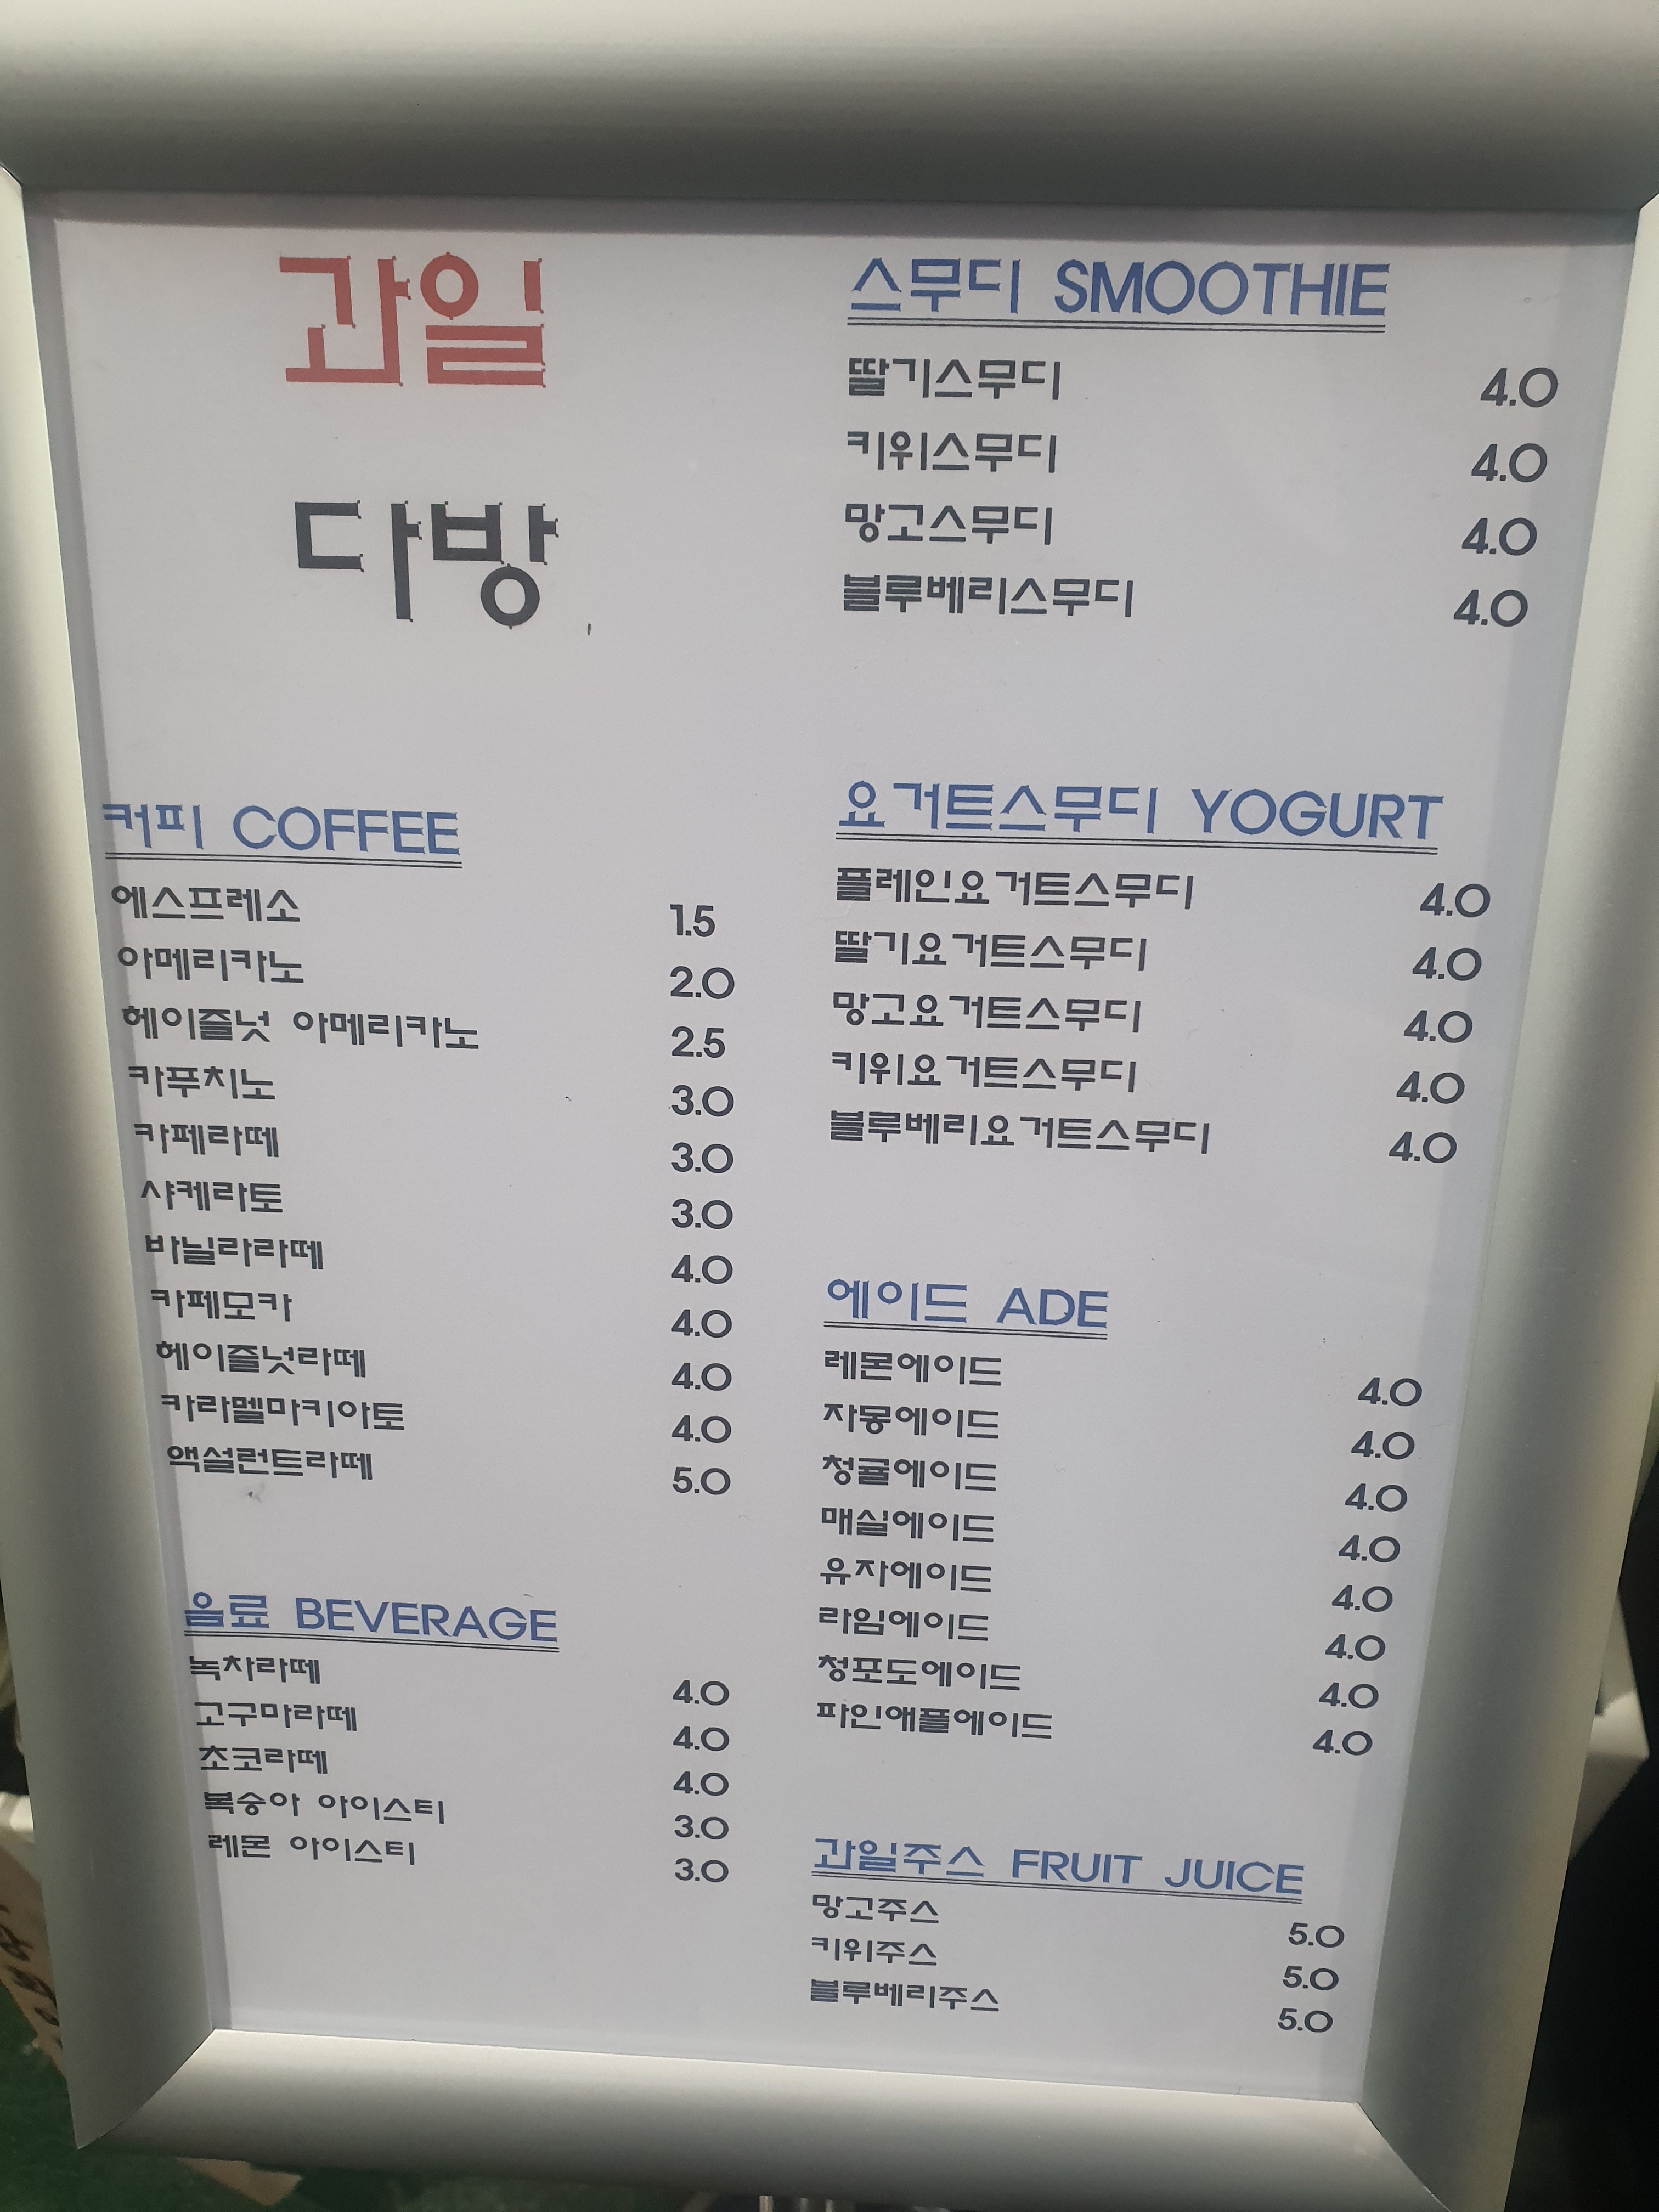 과일
다방
커피 COFFEE
에스프레소 1.5
아메리카노 2.0
헤이즐넛 아메리카노 2.5
카푸치노 3.0
카페라떼 3.0
샤케라토 3.0
바닐라라떼 4.0
카페모카 4.0
헤이즐넛라떼 4.0
카라멜마키아토 4.0
액설런트라떼 5.0
음료 BEVERAGE
녹차라떼 4.0
고구마라떼 4.0
초코라떼 4.0
복숭아 아이스티 3.0
레몬 아이스티 3.0
스무디 SMOOTHIE
딸기스무디 4.0
키위스무디 4.0
망고스무디 4.0
블루베리스무디 4.0
요거트스무디 YOGURT
플레인요거트스무디 4.0
딸기요거트스무디 4.0
망고요거트스무디 4.0
키위요거트스무디 4.0
블루베리요거트스무디 4.0
에이드 ADE
레몬에이드 4.0
자몽에이드 4.0
청귤에이드 4.0
매실에이드 4.0
유자에이드 4.0
라임에이드 4.0
청포도에이드 4.0
파인애플에이드 4.0
과일주스 FRUIT JUICE
망고주스 5.0
키위주스 5.0
블루베리주스 5.0